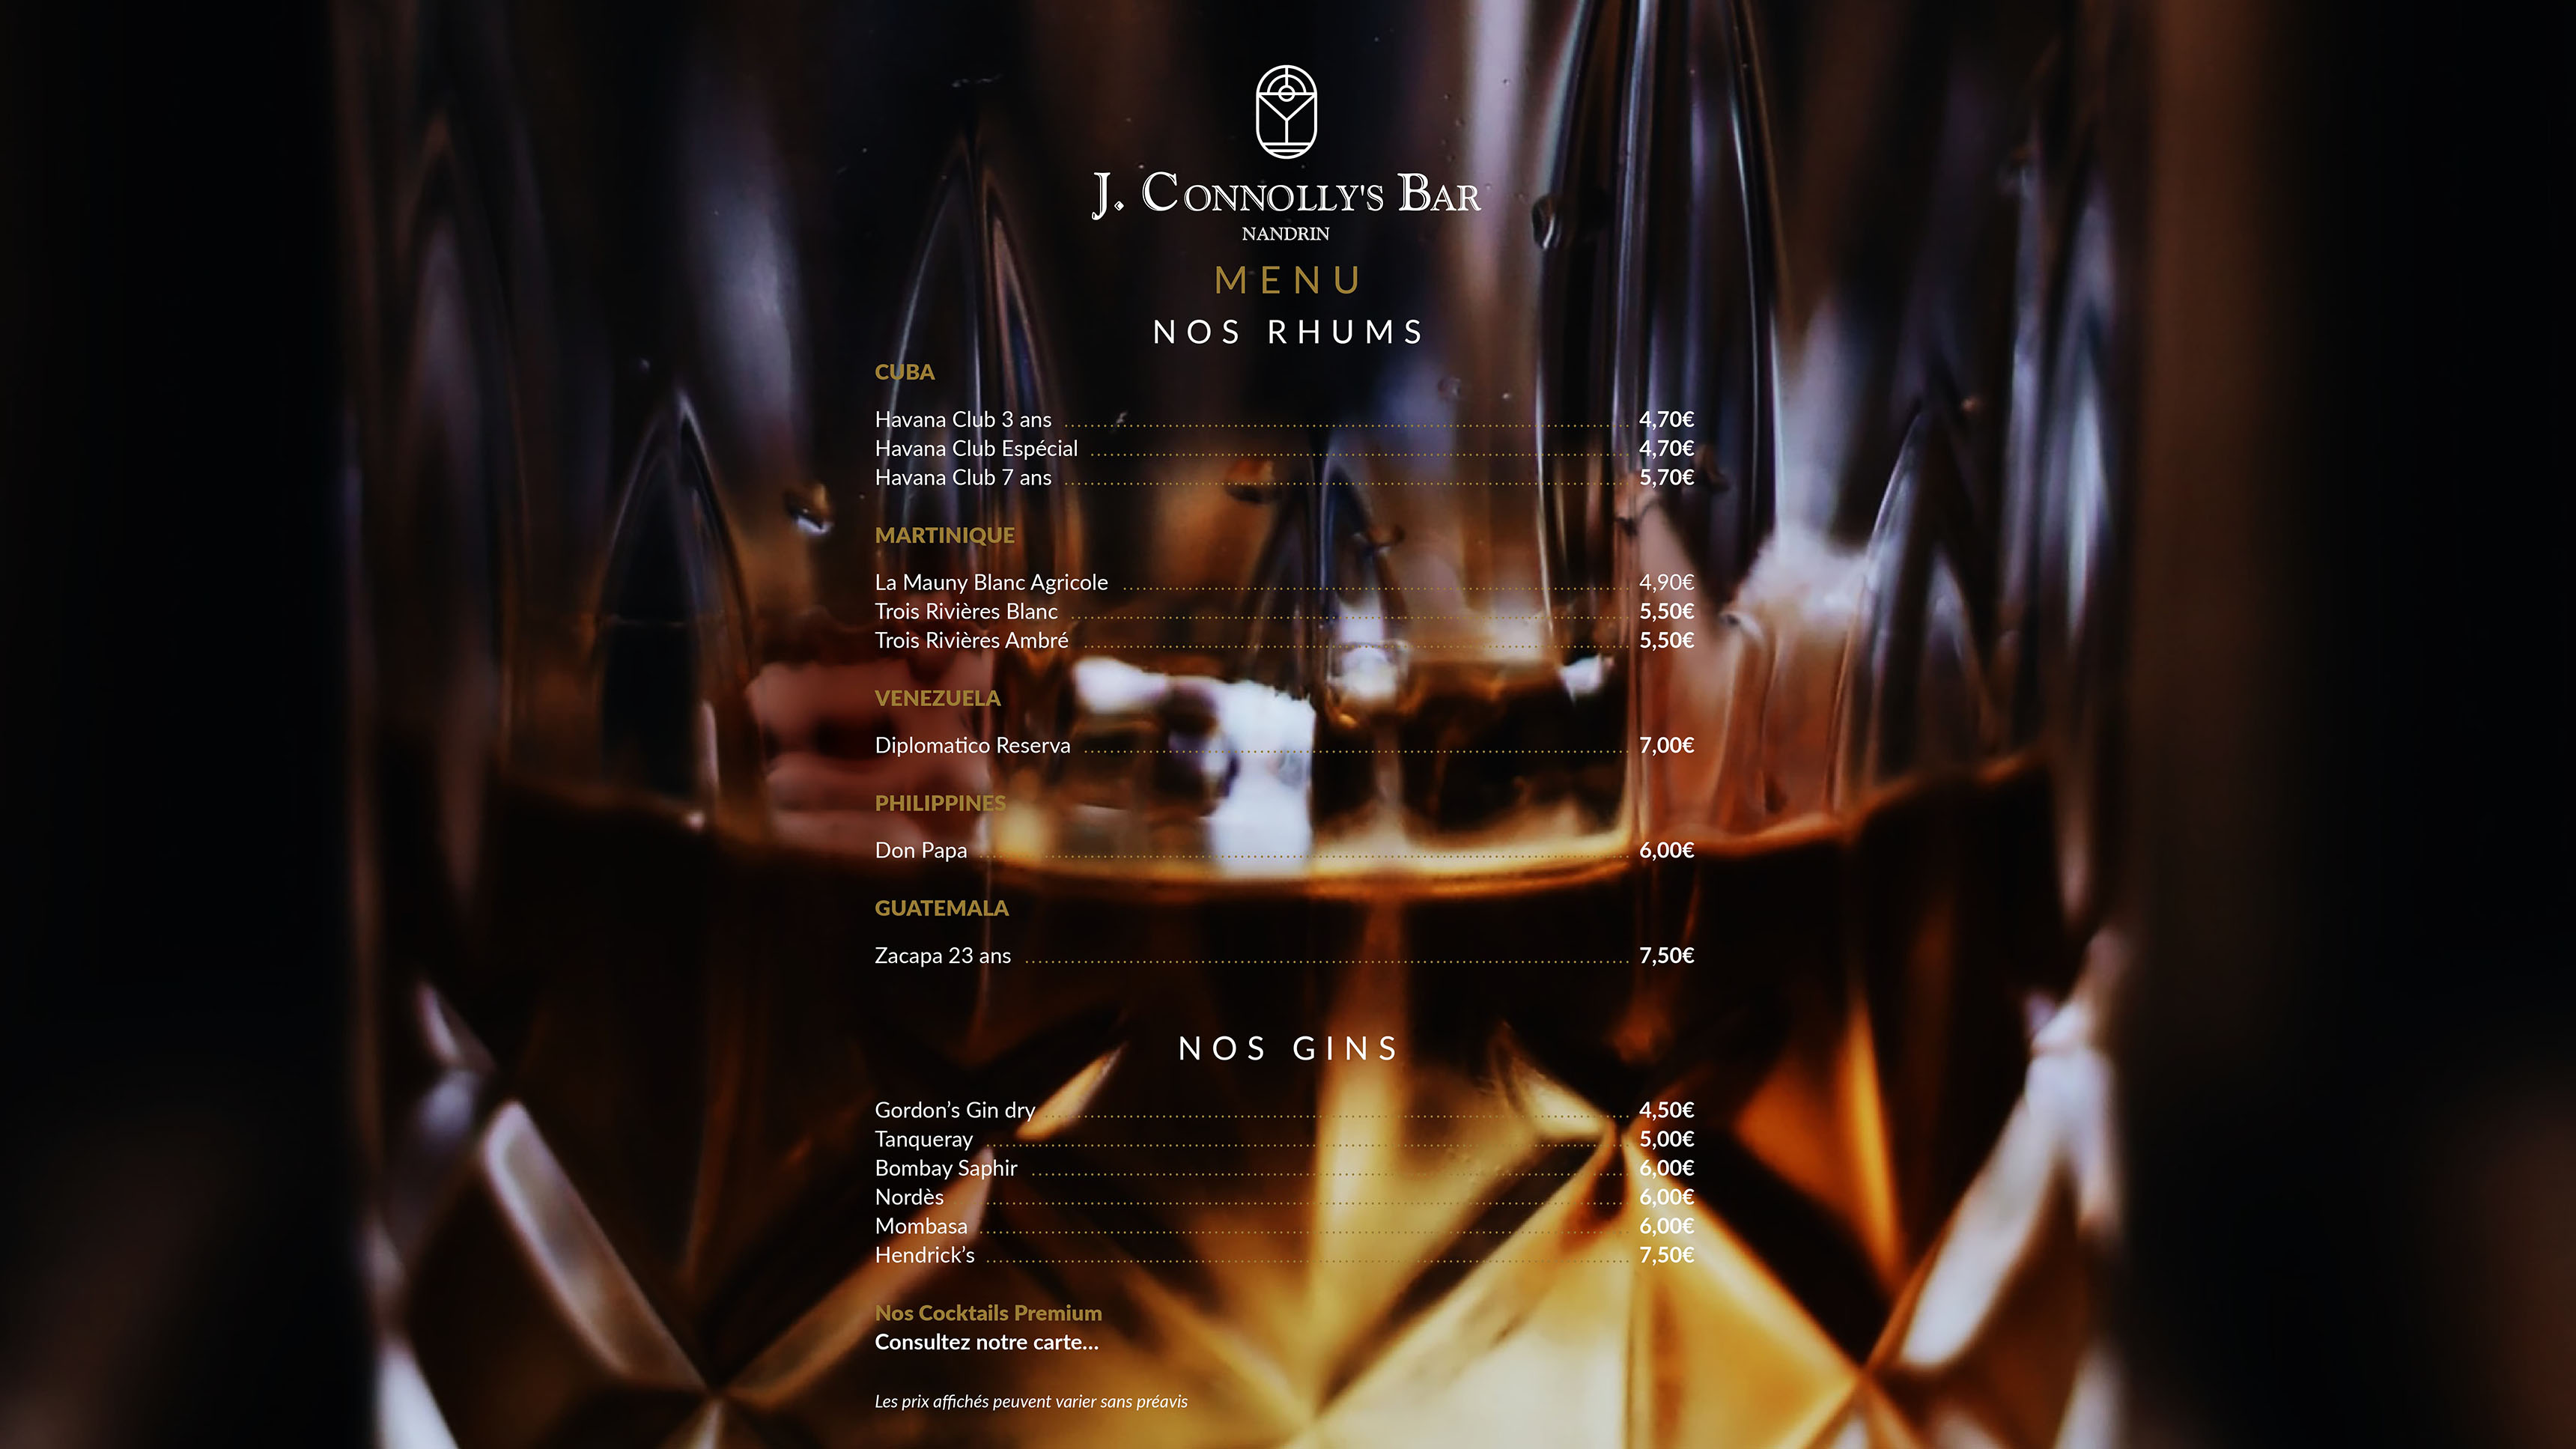 J. CONNOLLY'S BAR
NANDRIN
MENU
NOS RHUMS
CUBA
Havana Club 3 ans 4,70€
Havana Club Espécial 4,70€
Havana Club 7 ans 5,70€
MARTINIQUE
La Mauny Blanc Agricole 4,90€
Trois Rivières Blanc 5,50€
Trois Rivières Ambré 5,50€
VENEZUELA
Diplomatico Reserva 7,00€
PHILIPPINES
Don Papa 6,00€
GUATEMALA
Zacapa 23 ans 7,50€
NOS GINS
Gordon’s Gin dry 4,50€
Tanqueray 5,00€
Bombay Saphir 6,00€
Nordès 6,00€
Mombasa 6,00€
Hendrick’s 7,50€
Nos Cocktails Premium
Consultez notre carte...
Les prix affichés peuvent varier sans préavis